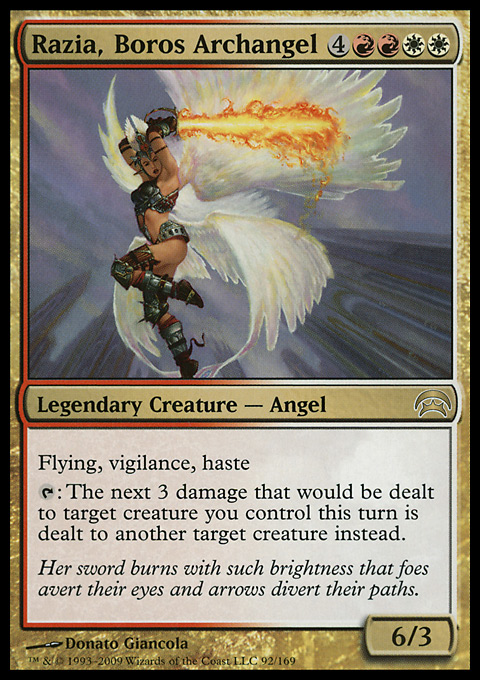 Razia, Boros Archangel 4
Legendary Creature — Angel
Flying, vigilance, haste
: The next 3 damage that would be dealt
to target creature you control this turn is
dealt to another target creature instead.
Her sword burns with such brightness that foes
avert their eyes and arrows divert their paths.
Donato Giancola
6/3
™ & © 1993–2009 Wizards of the Coast LLC 92/169